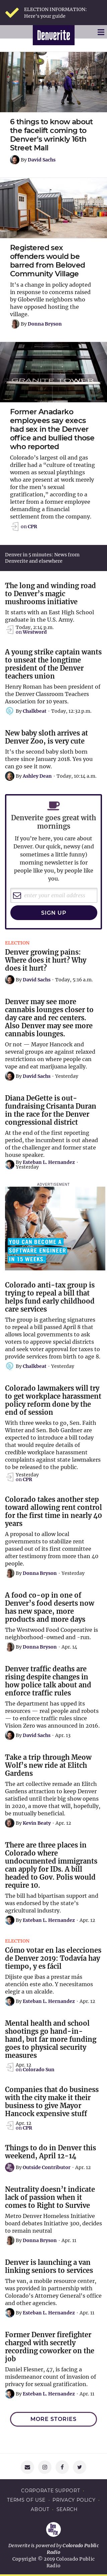 ELECTION INFORMATION:
Here's your guide
Denverite
6 things to know about
the facelift coming to
Denver's wrinkly 16th
Street Mall
By David Sachs
Registered sex
offenders would be
barred from Beloved
Community Village
It's a change in policy adopted
in response to concerns raised
by Globeville neighbors who
have opposed hosting the
village.
By Donna Bryson
GRANITE TOWER
Former Anadarko
employees say execs
had sex in the Denver
office and bullied those
who reported
Colorado's largest oil and gas
driller had a "culture of treating
women as sexual playthings
who are present at work merely
for the men's sexual
gratification," according to a
letter from a former employee
demanding a financial
settlement from the company.
on CPR
Denver in 5 minutes: News from
Denverite and elsewhere
The long and winding road
to Denver's magic
mushrooms initiative
It starts with an East High School
graduate in the U.S. Army.
Today, 2:14 p.m.
on Westword
A young strike captain wants
to unseat the longtime
president of the Denver
teachers union
Henry Roman has been president of
the Denver Classroom Teachers
Association for 10 years.
By Chalkbeat · Today, 12:32 p.m.
New baby sloth arrives at
Denver Zoo, is very cute
It's the first baby sloth born
there since January 2018. Yes you
can go see it now.
By Ashley Dean · Today, 10:14 a.m.
Denverite goes great with
mornings
If you're here, you care about
Denver. Our quick, newsy (and
sometimes a little funny)
morning newsletter is for
people like you, by people like
you.
enter your email address
SIGN UP
ELECTION
Denver growing pains:
Where does it hurt? Why
does it hurt?
By David Sachs · Today, 5:16 a.m.
Denver may see more
cannabis lounges closer to
day care and rec centers.
Also Denver may see more
cannabis lounges.
Or not — Mayor Hancock and
several groups are against relaxed
rules on where people can
consume and buy marijuana legally.
By David Sachs · Yesterday
Diana DeGette is out-
fundraising Crisanta Duran
in the race for the Denver
congressional district
At the end of the first reporting
period, the incumbent is out ahead
of the challenging and dominant state
house speaker.
By Esteban L. Hernandez ·
Yesterday
ADVERTISEMENT
YOU CAN BECOME A
SOFTWARE ENGINEER
IN 15 WEEKS
Colorado anti-tax group is
trying to repeal a bill that
helps fund early childhood
care services
The group is gathering signatures
to repeal a bill passed last April
that allows local governments to
team up with neighboring districts
and seek voter approval for taxes that
provide services from birth to age 8.
By Chalkbeat · Yesterday
Colorado lawmakers will try
to get workplace harassment
policy reform done by the
end of session
With three weeks to go, Sen. Faith
Winter and Sen. Bob Gardner are
expected to introduce a bill today
that would require details of
credible workplace harassment
complaints against state lawmakers
to be released to the public.
Yesterday
on CPR
Colorado takes another step
toward allowing rent control
for the first time in nearly 40
years
A proposal to allow local
governments to stabilize rent
passed out of its first committee
after testimony from more than 40
people.
By Donna Bryson · Yesterday
A food co-op in one of
Denver's food deserts now
has new space, more
products and more days
The Westwood Food Cooperative is
neighborhood-owned and -run.
By Donna Bryson · Apr. 14
Denver traffic deaths are
rising despite changes in
how police talk about and
enforce traffic rules
The department has upped its
resources — real people and robots
— to reform traffic rules since
Vision Zero was announced in 2016.
By David Sachs · Apr. 13
Take a trip through Meow
Wolf's new ride at Elitch
Gardens
The art collective remade an Elitch
Gardens attraction to keep Denver
satisfied until their big show opens
in 2020, a move that will, hopefully,
be mutually beneficial.
By Kevin Beaty · Apr. 12
There are three places in
Colorado where
undocumented immigrants
can apply for IDs. A bill
headed to Gov. Polis would
require 10.
The bill had bipartisan support and
was endorsed by the state's
agricultural industry.
By Esteban L. Hernandez · Apr. 12
ELECTION
Cómo votar en las elecciones
de Denver 2019: Todavía hay
tiempo, y es fácil
Dijiste que ibas a prestar más
atención este año. Y necesitamos
elegir a un alcalde.
By Esteban L. Hernandez · Apr. 12
Mental health and school
shootings go hand-in-
hand, but far more funding
goes to physical security
measures
Apr. 12
on Colorado Sun
Companies that do business
with the city make it their
business to give Mayor
Hancock expensive stuff
Apr. 12
on CPR
Things to do in Denver this
weekend, April 12-14
By Outside Contributor · Apr. 12
Neutrality doesn't indicate
lack of position when it
comes to Right to Survive
Metro Denver Homeless Initiative
board debates Initiative 300, decides
to remain neutral
By Donna Bryson · Apr. 11
Denver is launching a van
linking seniors to services
The van, a mobile resource center,
was provided in partnership with
Colorado's Attorney General's office
and other agencies.
By Esteban L. Hernandez · Apr. 11
Former Denver firefighter
charged with secretly
recording coworker on the
job
Daniel Flesner, 47, is facing a
misdemeanor count of invasion of
privacy for sexual gratification.
By Esteban L. Hernandez · Apr. 11
MORE STORIES
CORPORATE SUPPORT
TERMS OF USE PRIVACY POLICY
ABOUT SEARCH
Denverite is powered by Colorado Public
Radio
Copyright © 2019 Colorado Public
Radio